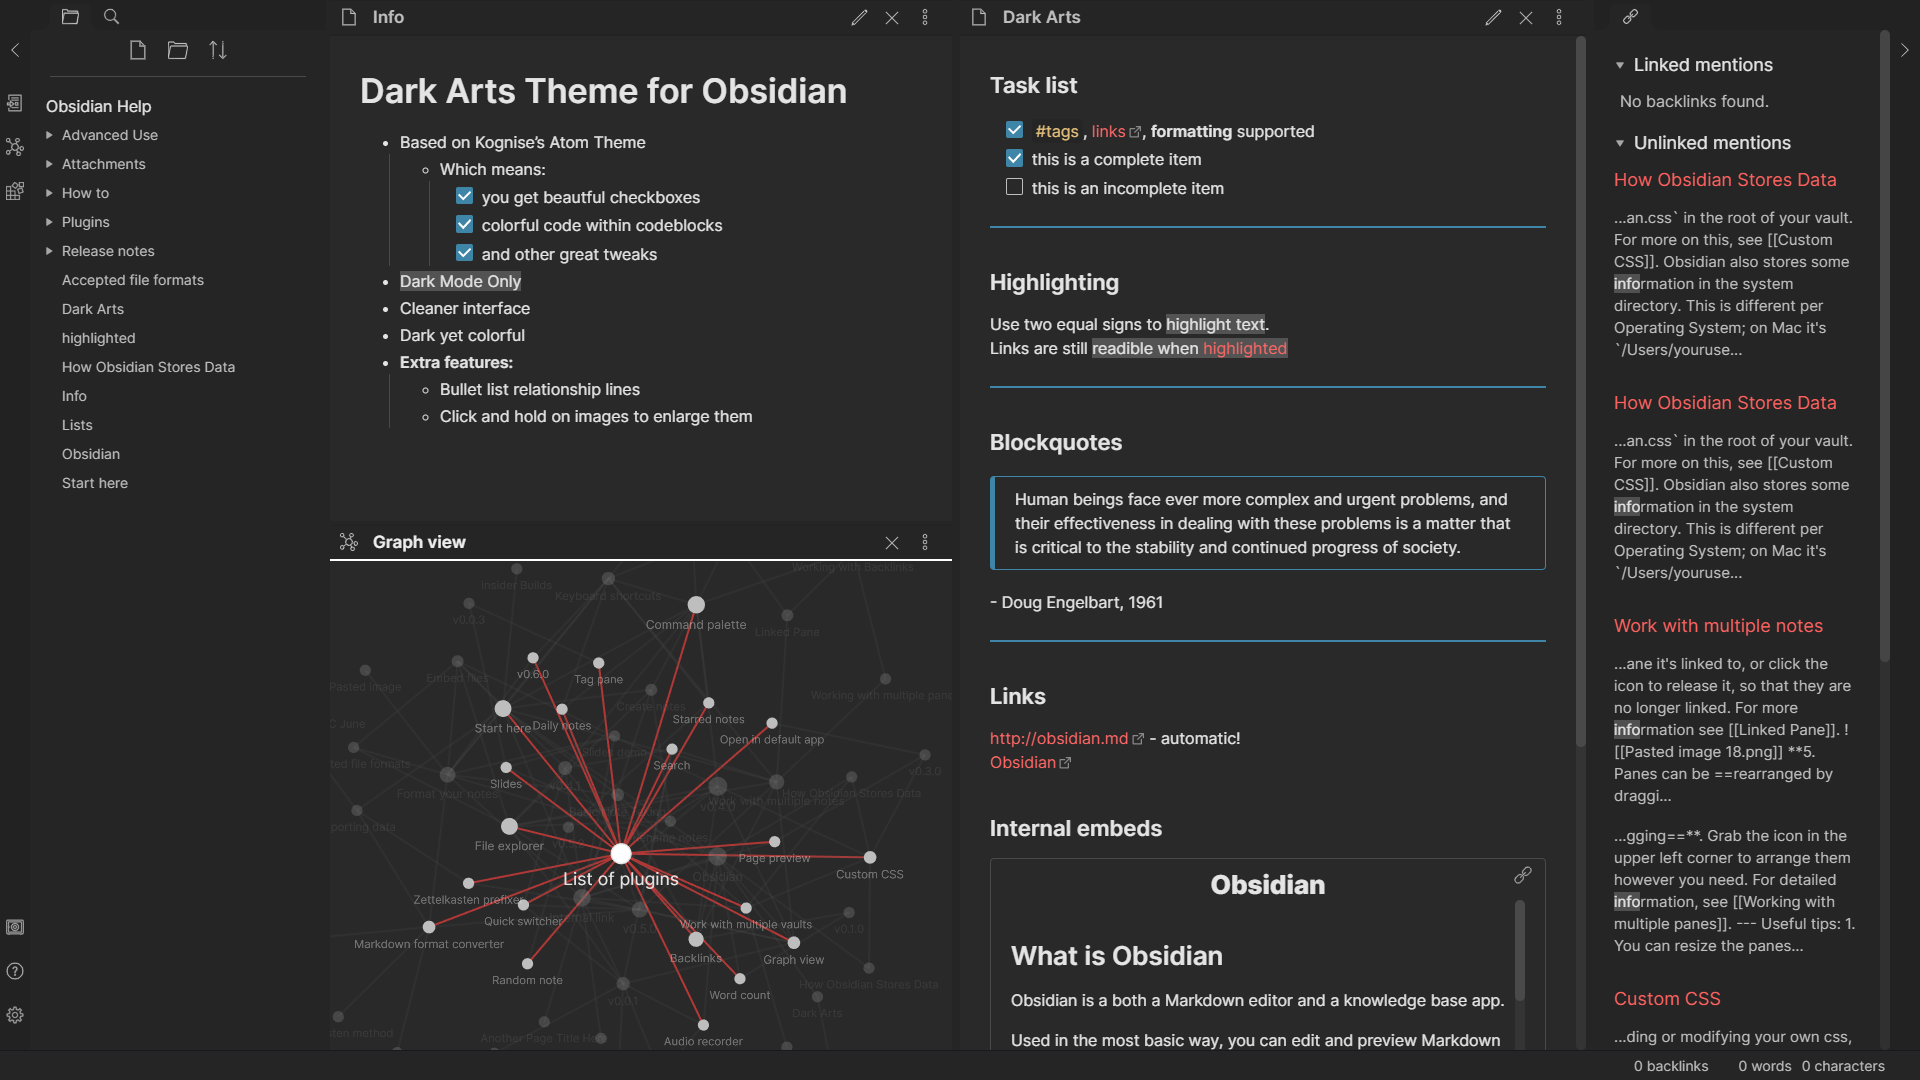 Info
Dark Arts
Obsidian Help
Advanced Use
Attachments
How to
Plugins
Release notes
Accepted file formats
Dark Arts
highlighted
How Obsidian Stores Data
Info
Lists
Obsidian
Start here
Dark Arts Theme for Obsidian
Based on Kognise’s Atom Theme
Which means:
you get beautful checkboxes
colorful code within codeblocks
and other great tweaks
Dark Mode Only
Cleaner interface
Dark yet colorful
Extra features:
Bullet list relationship lines
Click and hold on images to enlarge them
Graph view
Working with Backlinks
Insider Builds
Keyboard shortcuts
v0.0.3
Command palette
Linked Pane
v0.6.0
Tag pane
Embed files
Pasted image
Working with multiple pane
Create notes
Starred notes
Start here
Daily notes
C June
Open in default app
Search
ted file formats
v0.3.0
Slides
Format your notes
How Obsidian Stores Data
Work with multiple notes
v0.4.0
porting data
File explorer
Page preview
Custom CSS
List of plugins
Obsidian
Zettelkasten prefixer
Quick switcher
Work with multiple vaults
v0.5.0
v0.1.0
Markdown format converter
Backlinks
Graph view
Random note
How Obsidian Stores Data
Word count
v0.0.1
Dark Arts
ten method
Another Page Title H
Audio recorder
Task list
#tags , links , formatting supported
this is a complete item
this is an incomplete item
Highlighting
Use two equal signs to highlight text.
Links are still readible when highlighted
Blockquotes
Human beings face ever more complex and urgent problems, and
their effectiveness in dealing with these problems is a matter that
is critical to the stability and continued progress of society.
- Doug Engelbart, 1961
Links
http://obsidian.md - automatic!
Obsidian
Internal embeds
Obsidian
What is Obsidian
Obsidian is a both a Markdown editor and a knowledge base app.
Used in the most basic way, you can edit and preview Markdown
Linked mentions
No backlinks found.
Unlinked mentions
How Obsidian Stores Data
...an.css` in the root of your vault.
For more on this, see [[Custom
CSS]]. Obsidian also stores some
information in the system
directory. This is different per
Operating System; on Mac it's
`/Users/youruse...
How Obsidian Stores Data
...an.css` in the root of your vault.
For more on this, see [[Custom
CSS]]. Obsidian also stores some
information in the system
directory. This is different per
Operating System; on Mac it's
`/Users/youruse...
Work with multiple notes
...ane it's linked to, or click the
icon to release it, so that they are
no longer linked. For more
information see [[Linked Pane]]. !
[[Pasted image 18.png]] **5.
Panes can be ==rearranged by
draggi...
...gging==**. Grab the icon in the
upper left corner to arrange them
however you need. For detailed
information, see [[Working with
multiple panes]]. --- Useful tips: 1.
You can resize the panes...
Custom CSS
...ding or modifying your own css,
0 backlinks
0 words
0 characters